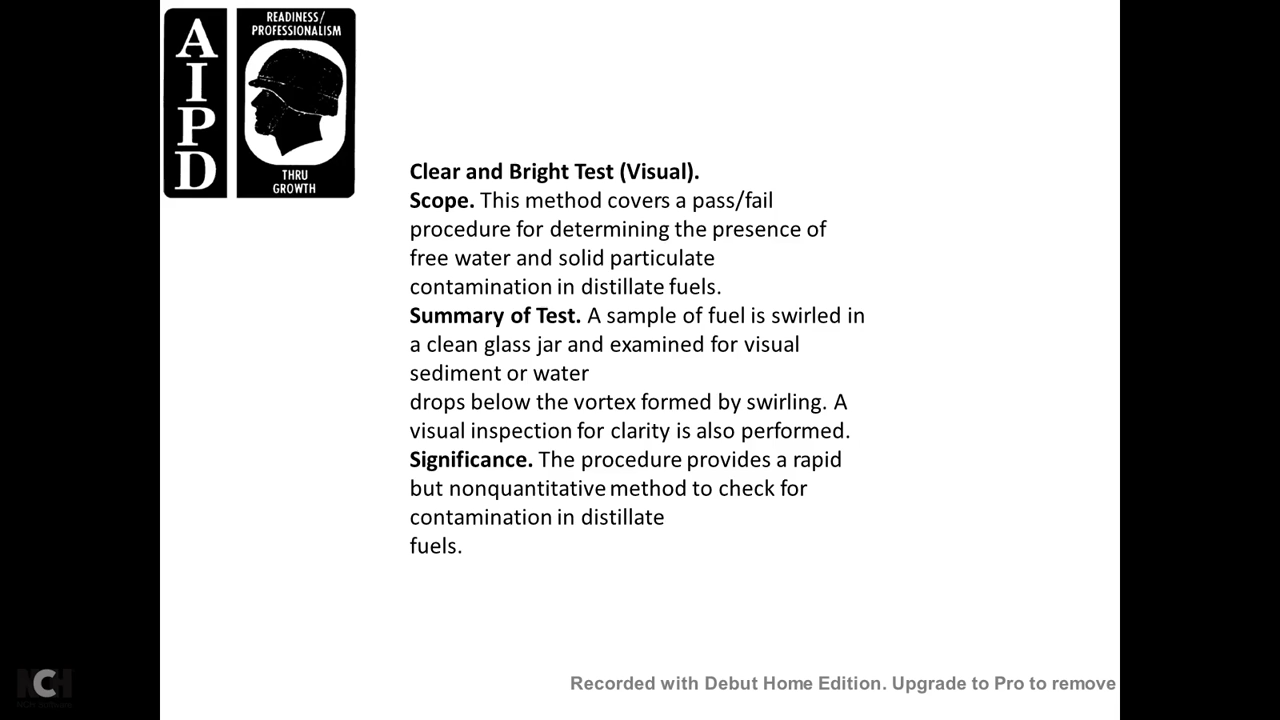 A
I
P
D
READINESS/
PROFESSIONALISM
THRU
GROWTH
Clear and Bright Test (Visual).
Scope. This method covers a pass/fail
procedure for determining the presence of
free water and solid particulate
contamination in distillate fuels.
Summary of Test. A sample of fuel is swirled in
a clean glass jar and examined for visual
sediment or water
drops below the vortex formed by swirling. A
visual inspection for clarity is also performed.
Significance. The procedure provides a rapid
but nonquantitative method to check for
contamination in distillate
fuels.
NCH
Recorded with Debut Home Edition. Upgrade to Pro to remove